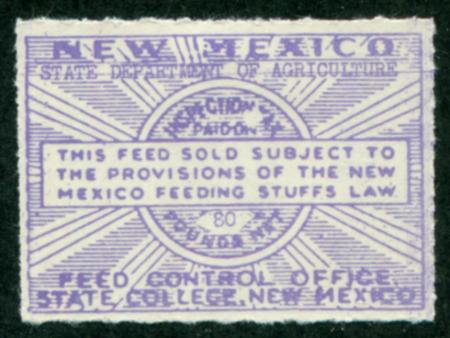 NEW MEXICO
STATE DEPARTMENT OF AGRICULTURE
INSPECTION TAX
PAID ON
THIS FEED SOLD SUBJECT TO
THE PROVISIONS OF THE NEW
MEXICO FEEDING STUFFS LAW.
80
POUNDS NET
FEED CONTROL OFFICE.
STATE COLLEGE, NEW MEXICO